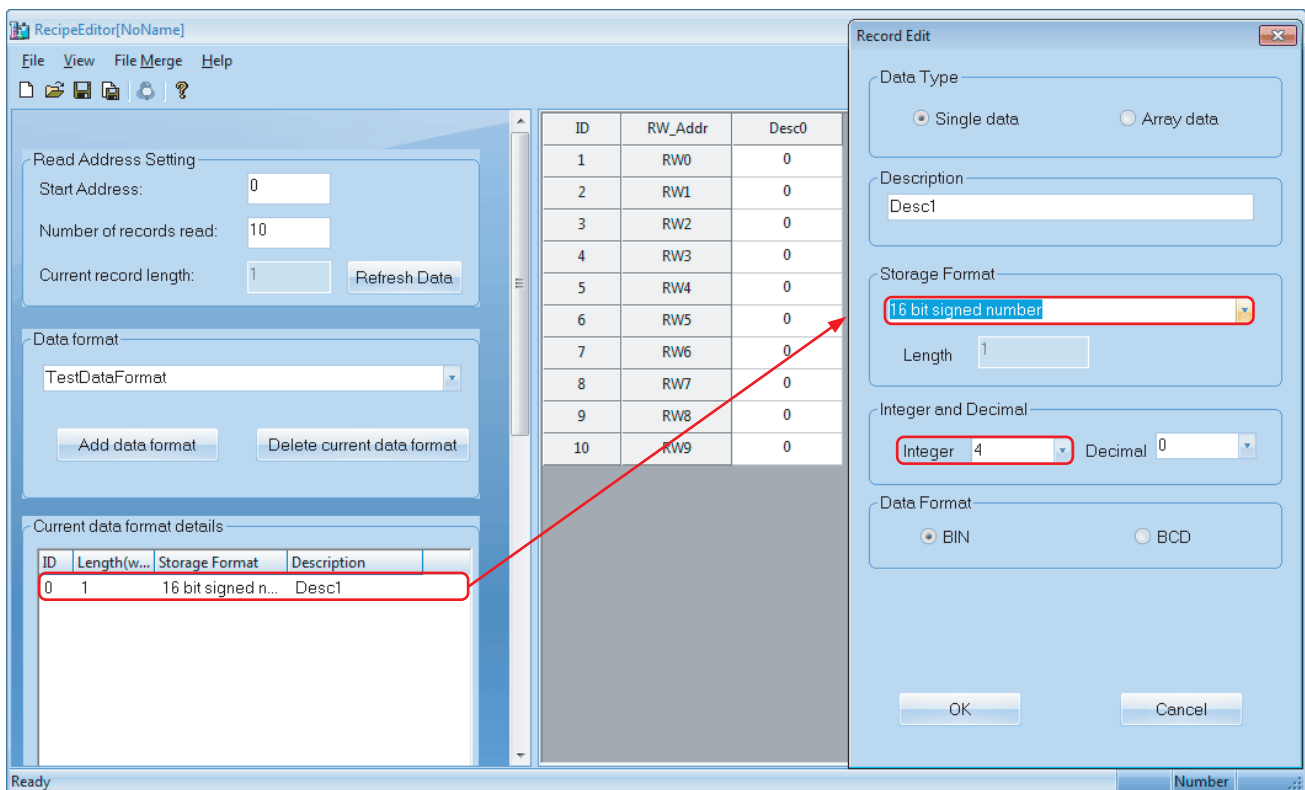 RecipeEditor[NoName]
File View File Merge Help
Read Address Setting
Start Address: 0
Number of records read: 10
Current record length: 1 Refresh Data
Data format
TestDataFormat
Add data format Delete current data format
Current data format details
ID Length(w... Storage Format Description
0 1 16 bit signed n... Desc1
ID RW_Addr Desc0
1 RW0 0
2 RW1 0
3 RW2 0
4 RW3 0
5 RW4 0
6 RW5 0
7 RW6 0
8 RW7 0
9 RW8 0
10 RW9 0
Record Edit
Data Type
Single data Array data
Description
Desc1
Storage Format
16 bit signed number
Length 1
Integer and Decimal
Integer 4 Decimal 0
Data Format
BIN BCD
OK Cancel
Ready Number